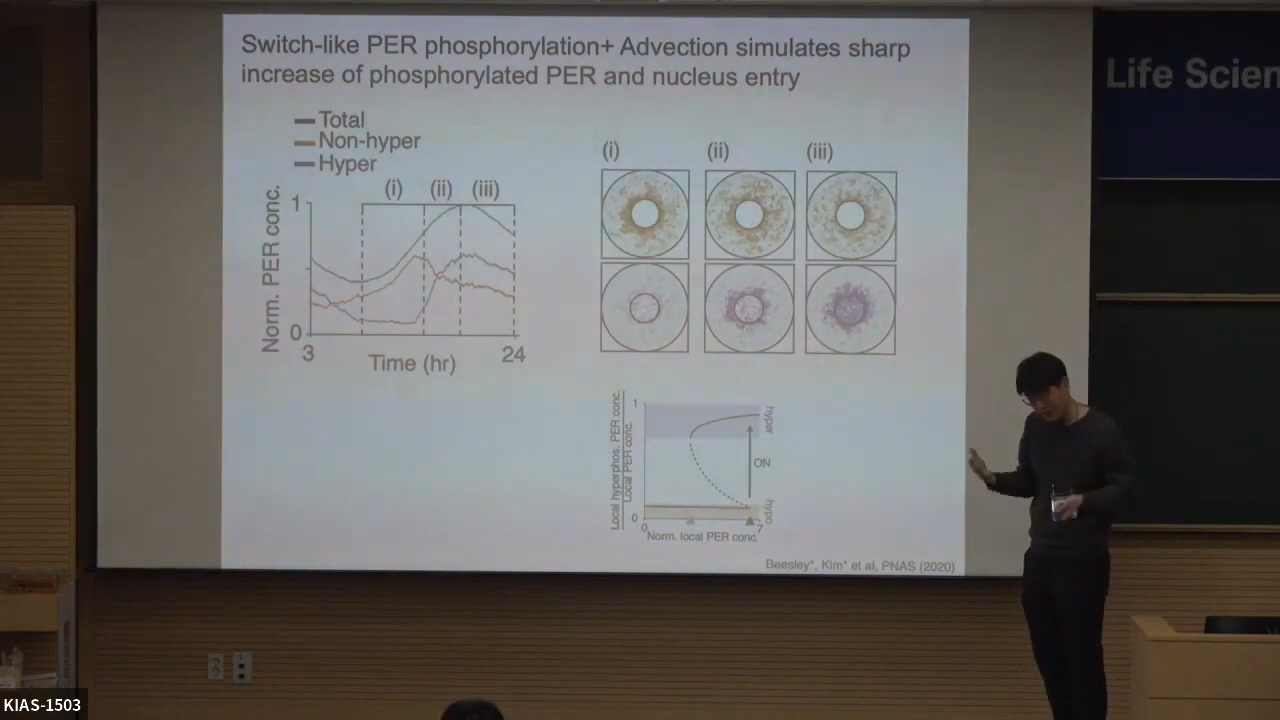 Switch-like PER phosphorylation+ Advection simulates sharp
increase of phosphorylated PER and nucleus entry
Total
Non-hyper
Hyper
(i) (ii) (iii)
Norm. PER conc.
1
0
3
24
Time (hr)
(i) (ii) (iii)
Local hyperphos. PER conc.
Local PER conc.
1
0
0
7
hyper
ON
hypo
Norm. local PER conc.
Beesley*, Kim* et al, PNAS (2020)
Life Scien
KIAS-1503